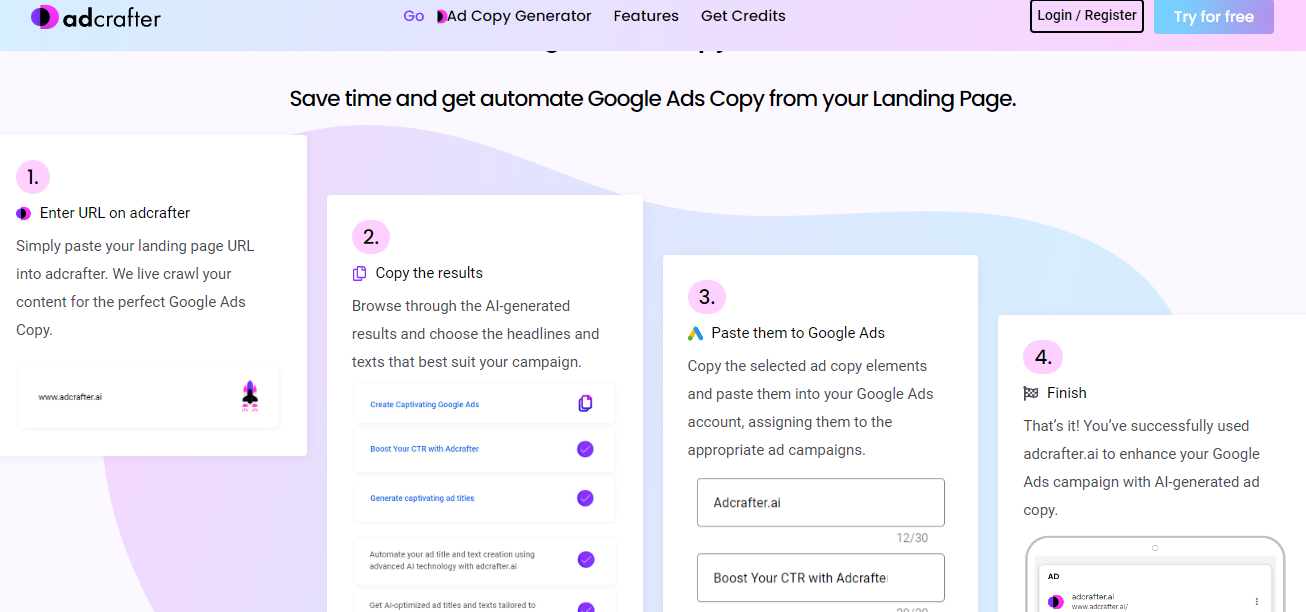 adcrafter
Go
Ad Copy Generator
Features
Get Credits
Login / Register
Try for free
Save time and get automate Google Ads Copy from your Landing Page.
1.
Enter URL on adcrafter
Simply paste your landing page URL
into adcrafter. We live crawl your
content for the perfect Google Ads
Copy.
www.adcrafter.ai
2.
Copy the results
Browse through the AI-generated
results and choose the headlines and
texts that best suit your campaign.
Create Captivating Google Ads
Boost Your CTR with Adcrafter
Generate captivating ad titles
Automate your ad title and text creation using
advanced AI technology with adcrafter.ai
Get AI-optimized ad titles and texts tailored to
3.
Paste them to Google Ads
Copy the selected ad copy elements
and paste them into your Google Ads
account, assigning them to the
appropriate ad campaigns.
Adcrafter.ai
12/30
Boost Your CTR with Adcrafte
4.
Finish
That's it! You've successfully used
adcrafter.ai to enhance your Google
Ads campaign with AI-generated ad
copy.
AD
adcrafter.ai
www.adcrafter.ai/